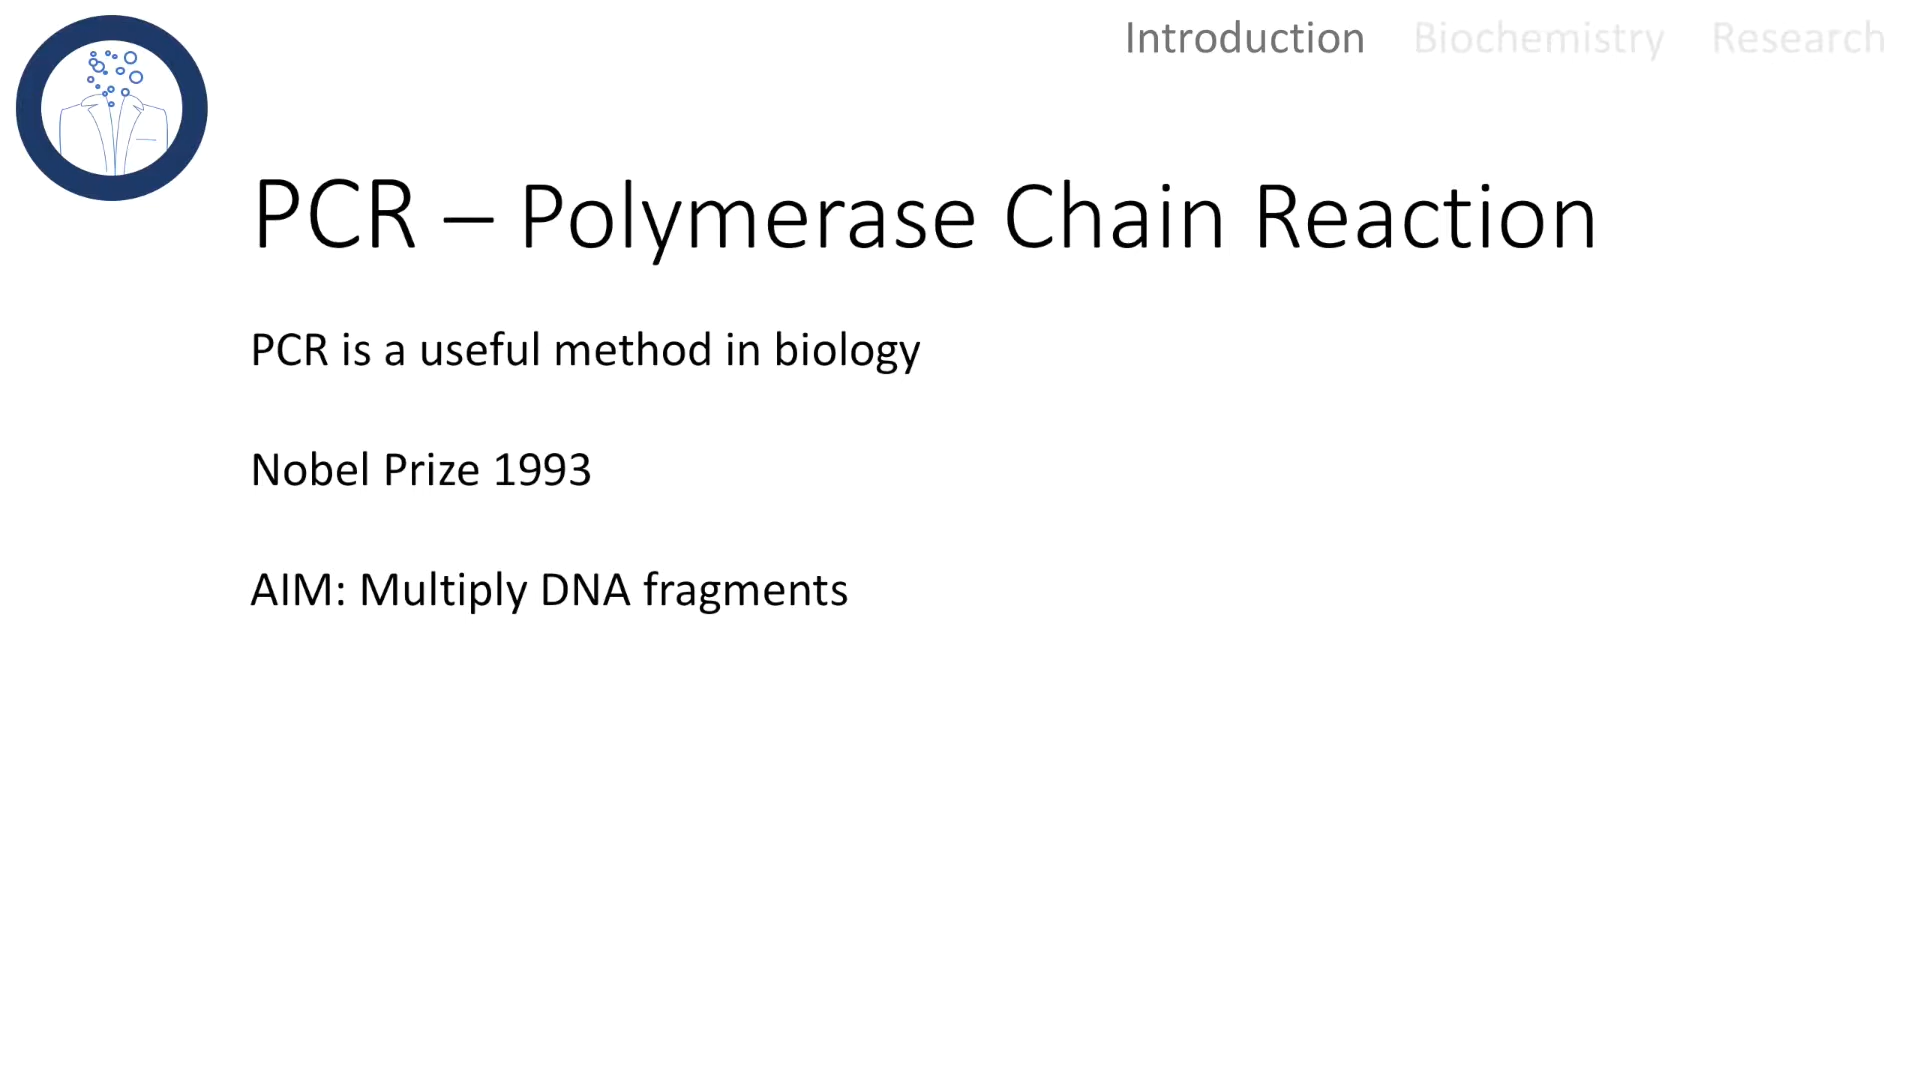 Introduction Biochemistry Research
PCR – Polymerase Chain Reaction
PCR is a useful method in biology
Nobel Prize 1993
AIM: Multiply DNA fragments